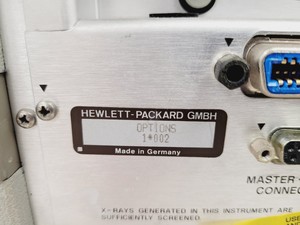 HEWLETT-PACKARD GMBH
OPTIONS
1*002
Made in Germany
MASTER
CONNEC
X-RAYS GENERATED IN THIS INSTRUMENT ARE
SUFFICIENTLY SCREENED.
USE